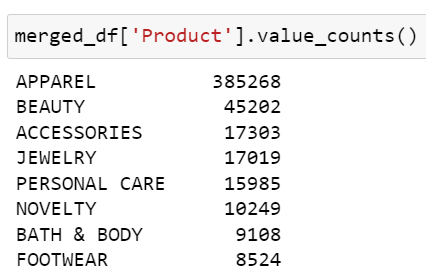 merged_df['Product'].value_counts()
APPAREL 385268
BEAUTY 45202
ACCESSORIES 17303
JEWELRY 17019
PERSONAL CARE 15985
NOVELTY 10249
BATH & BODY 9108
FOOTWEAR 8524